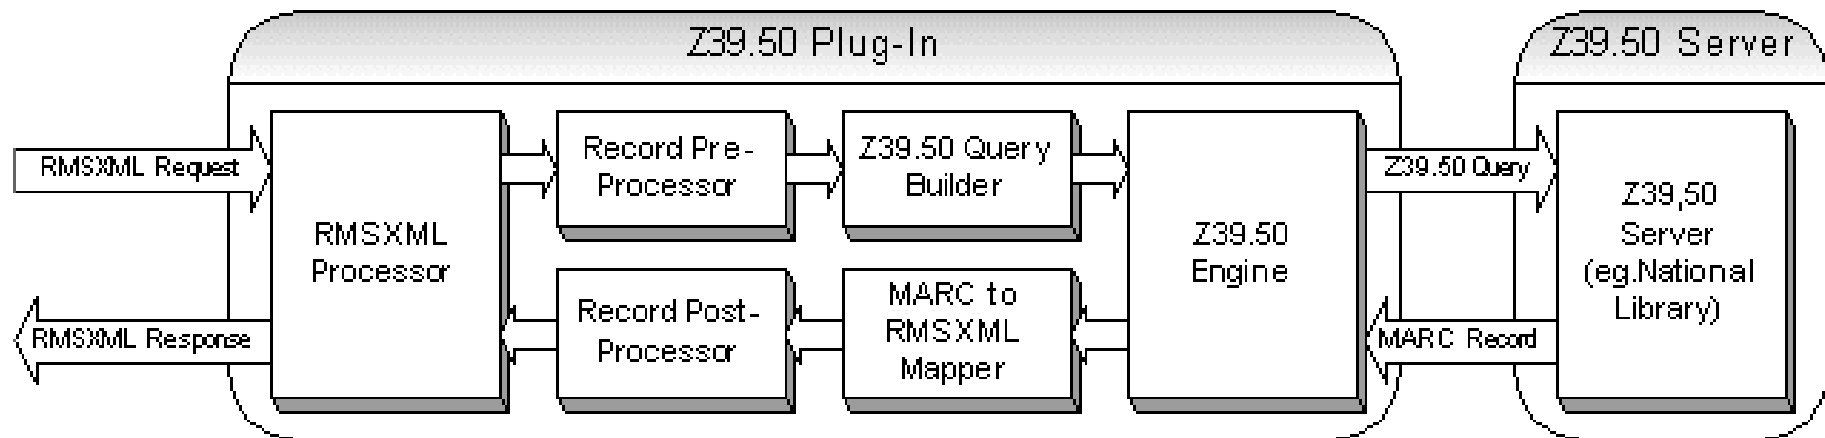 Z39.50 Plug-In
Z39.50 Server
RMSXML Request
RMSXML
Processor
Record Pre-
Processor
Z39.50 Query
Builder
Z39.50
Engine
Z39.50 Query
Z39,50
Server
(eg.National
Library)
RMSXML Response
Record Post-
Processor
MARC to
RMSXML
Mapper
MARC Record